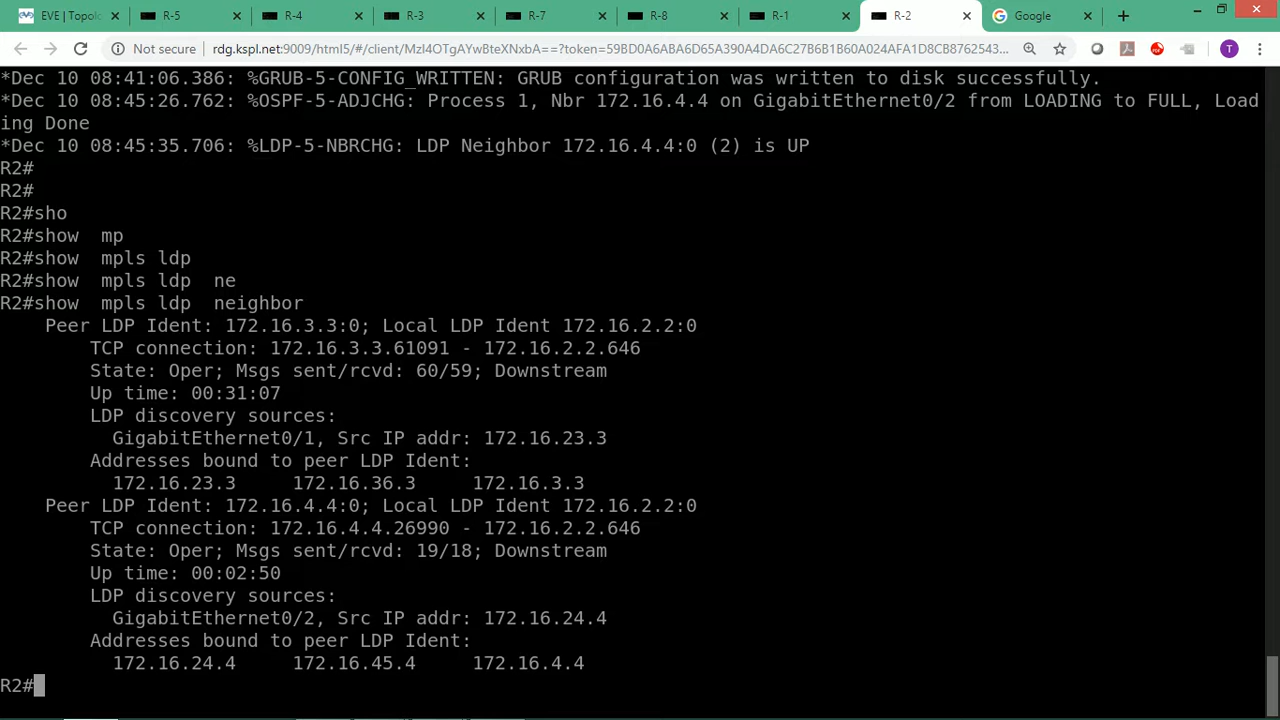 EVE | Topolo
R-5
R-4
R-3
R-7
R-8
R-1
R-2
Google
Not secure
rdg.kspl.net:9009/html5/#/client/MzI4OTgAYwBteXNxbA==?token=59BD0A6ABA6D65A390A4DA6C27B6B1B60A024AFA1D8CB8762543...
T
*Dec 10 08:41:06.386: %GRUB-5-CONFIG_WRITTEN: GRUB configuration was written to disk successfully.
*Dec 10 08:45:26.762: %OSPF-5-ADJCHG: Process 1, Nbr 172.16.4.4 on GigabitEthernet0/2 from LOADING to FULL, Load
ing Done
*Dec 10 08:45:35.706: %LDP-5-NBRCHG: LDP Neighbor 172.16.4.4:0 (2) is UP
R2#
R2#
R2#sho
R2#show  mp
R2#show  mpls ldp
R2#show  mpls ldp  ne
R2#show  mpls ldp  neighbor
    Peer LDP Ident: 172.16.3.3:0; Local LDP Ident 172.16.2.2:0
        TCP connection: 172.16.3.3.61091 - 172.16.2.2.646
        State: Oper; Msgs sent/rcvd: 60/59; Downstream
        Up time: 00:31:07
        LDP discovery sources:
          GigabitEthernet0/1, Src IP addr: 172.16.23.3
        Addresses bound to peer LDP Ident:
          172.16.23.3     172.16.36.3     172.16.3.3
    Peer LDP Ident: 172.16.4.4:0; Local LDP Ident 172.16.2.2:0
        TCP connection: 172.16.4.4.26990 - 172.16.2.2.646
        State: Oper; Msgs sent/rcvd: 19/18; Downstream
        Up time: 00:02:50
        LDP discovery sources:
          GigabitEthernet0/2, Src IP addr: 172.16.24.4
        Addresses bound to peer LDP Ident:
          172.16.24.4     172.16.45.4     172.16.4.4
R2#